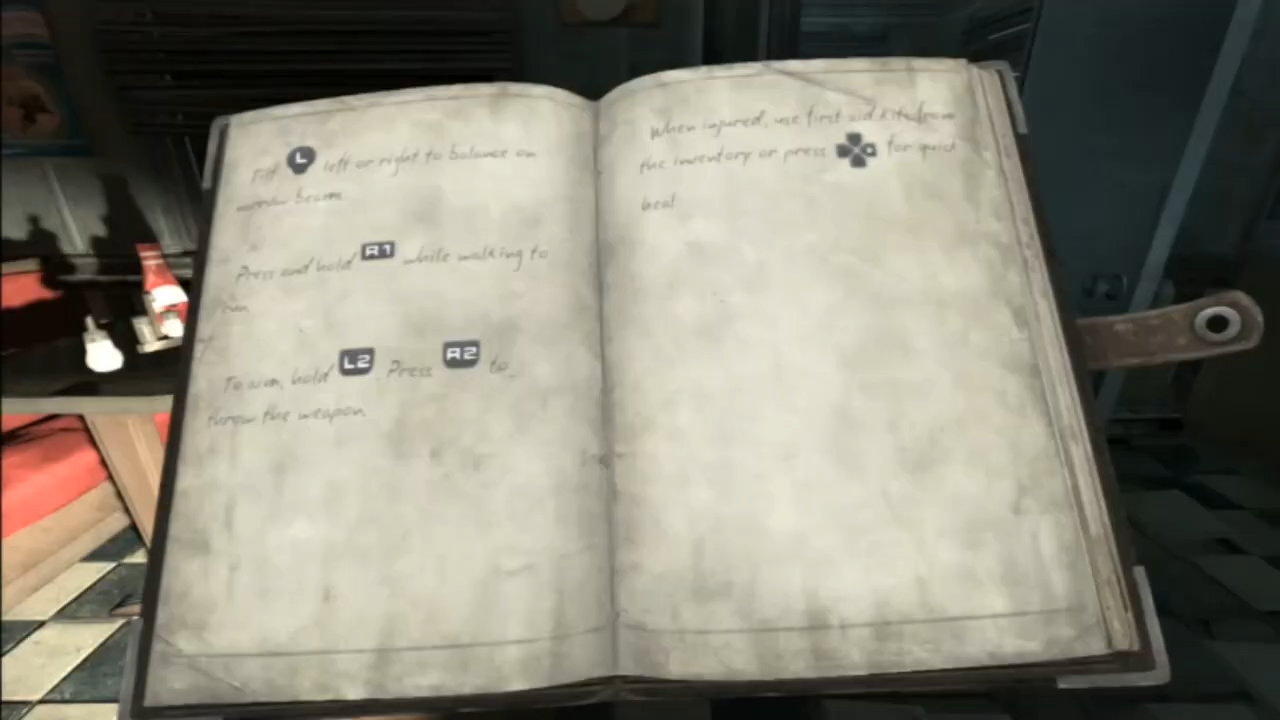 Tilt L left or right to balance on
narrow beams.
Press and hold R1 while walking to
run.
To aim, hold L2. Press R2 to
throw the weapon.
When injured, use first aid kits from
the inventory or press for quick
heal.